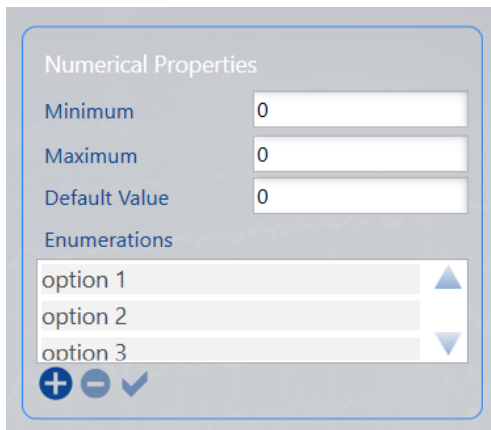 Numerical Properties
Minimum 0
Maximum 0
Default Value 0
Enumerations
option 1
option 2
option 3